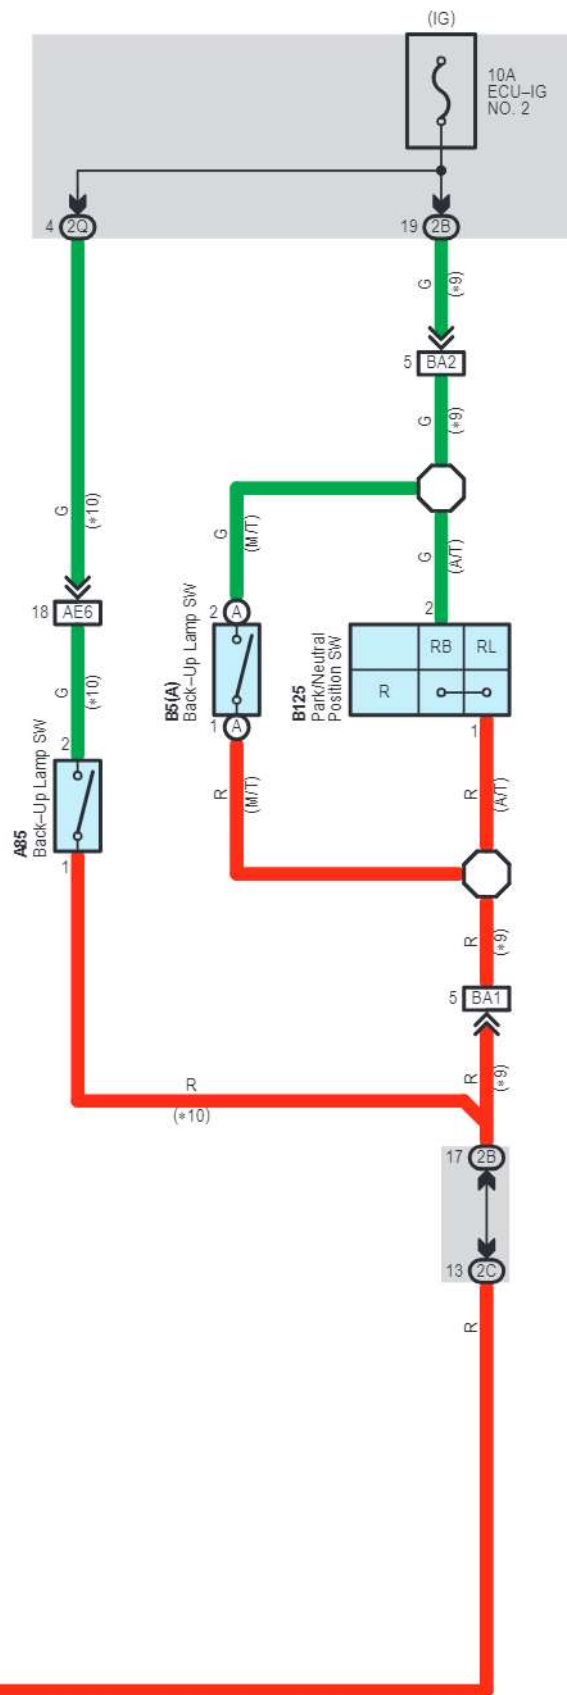 (IG)
10A
ECU–IG
NO. 2
4 2Q
19 2B
G
(*9)
5 BA2
G
(*9)
G
(*10)
G
(M/T)
G
(A/T)
18 AE6
2 A
B5(A)
Back–Up Lamp SW
1 A
2
B125
Park/Neutral
Position SW
RB RL
R
1
G
(*10)
2
A85
Back–Up Lamp SW
1
R
(M/T)
R
(A/T)
R
(*9)
5 BA1
R
(*9)
R
(*10)
17 2B
13 2C
R